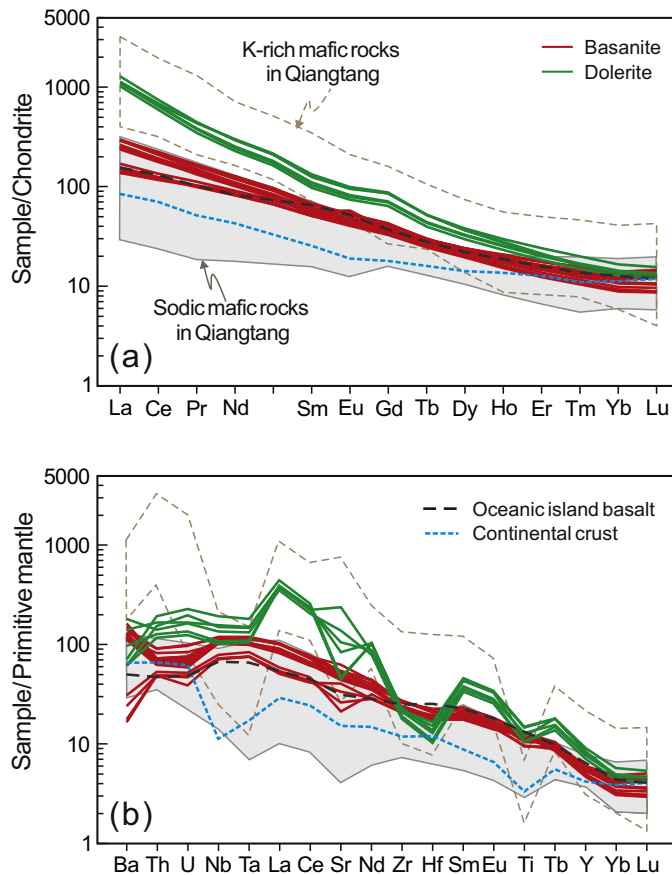 5000
1000
100
10
1
Sample/Chondrite
K-rich mafic rocks
in Qiangtang
Basanite
Dolerite
Sodic mafic rocks
in Qiangtang
(a)
La Ce Pr Nd Sm Eu Gd Tb Dy Ho Er Tm Yb Lu
5000
1000
100
10
1
Sample/Primitive mantle
Oceanic island basalt
Continental crust
(b)
Ba Th U Nb Ta La Ce Sr Nd Zr Hf Sm Eu Ti Tb Y Yb Lu